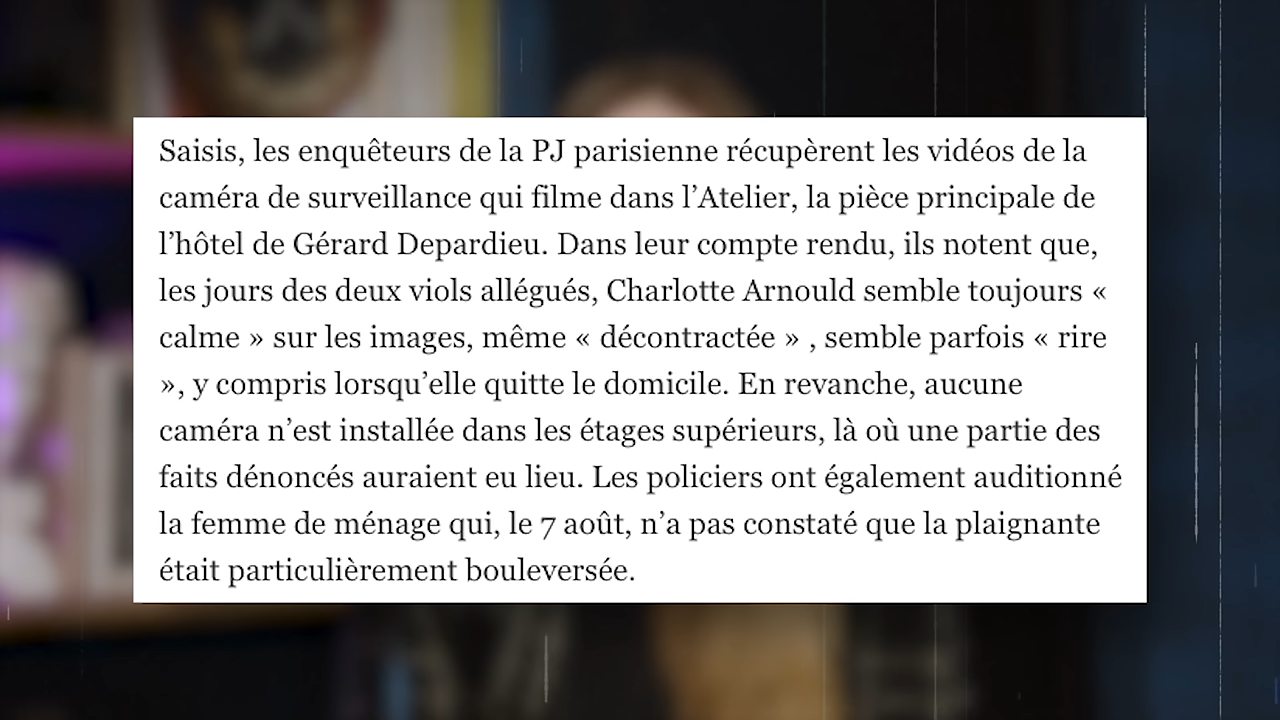 Saisis, les enquêteurs de la PJ parisienne récupèrent les vidéos de la
caméra de surveillance qui filme dans l’Atelier, la pièce principale de
l’hôtel de Gérard Depardieu. Dans leur compte rendu, ils notent que,
les jours des deux viols allégués, Charlotte Arnould semble toujours «
calme » sur les images, même « décontractée » , semble parfois « rire
», y compris lorsqu’elle quitte le domicile. En revanche, aucune
caméra n’est installée dans les étages supérieurs, là où une partie des
faits dénoncés auraient eu lieu. Les policiers ont également auditionné
la femme de ménage qui, le 7 août, n’a pas constaté que la plaignante
était particulièrement bouleversée.